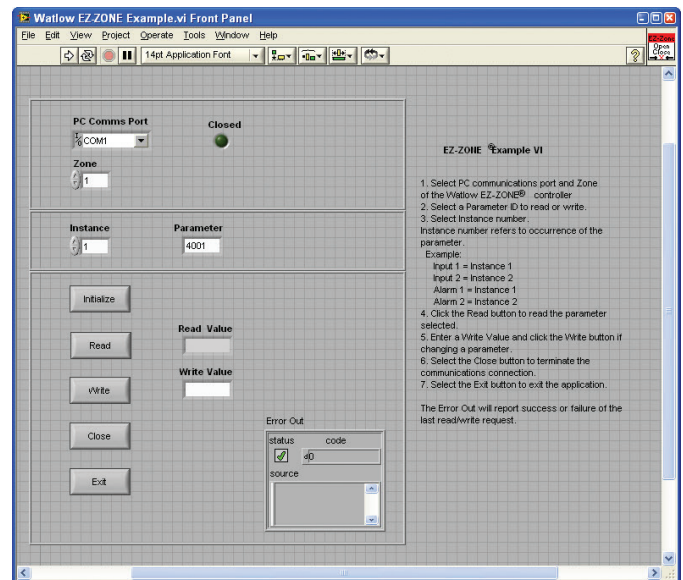 Watlow EZ-ZONE Example.vi Front Panel
File Edit View Project Operate Tools Window Help
14pt Application Font
EZ-Zone
Open
Close
PC Comms Port
Closed
COM1
Zone
1
Instance
Parameter
1
4001
Initialize
Read
Read Value
Write
Write Value
Close
Exit
Error Out
status code
d0
source
EZ-ZONE ® Example VI
1. Select PC communications port and Zone
of the Watlow EZ-ZONE® controller
2. Select a Parameter ID to read or write.
3. Select Instance number.
Instance number refers to occurrence of the
parameter.
Example:
Input 1 = Instance 1
Input 2 = Instance 2
Alarm 1 = Instance 1
Alarm 2 = Instance 2
4. Click the Read button to read the parameter
selected.
5. Enter a Write Value and click the Write button if
changing a parameter.
6. Select the Close button to terminate the
communications connection.
7. Select the Exit button to exit the application.
The Error Out will report success or failure of the
last read/write request.